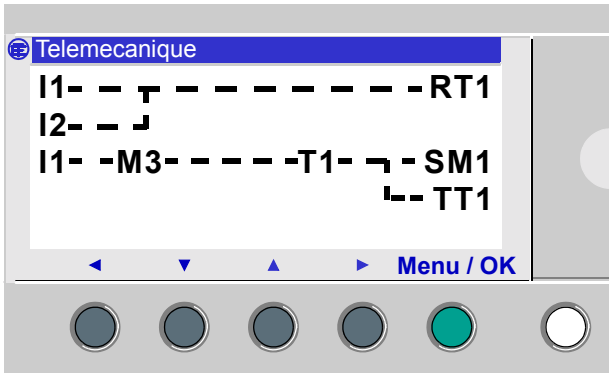 Telemecanique
I1- - - - - - - - - - RT1
I2- - -
I1- -M3- - - - -T1- - - SM1
-- TT1
◄ ▼ ▲ ► Menu / OK